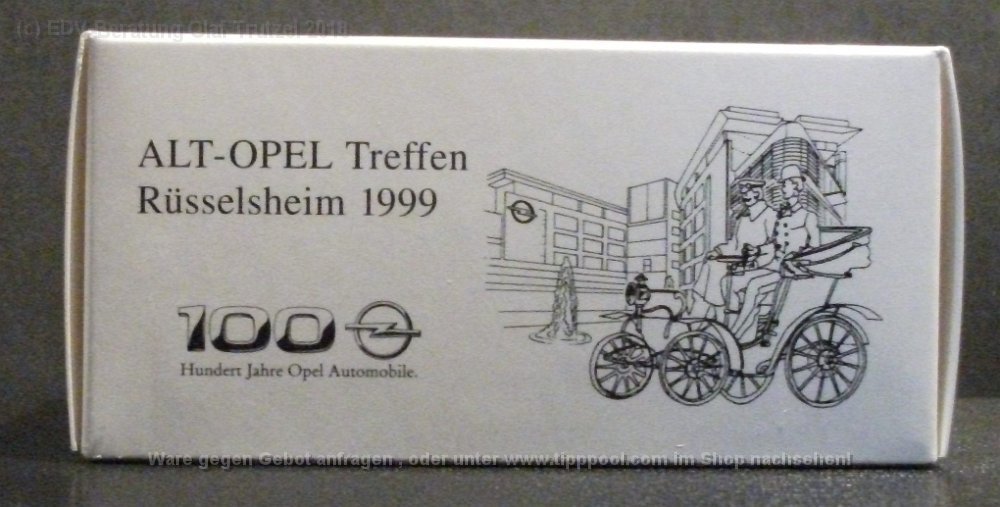 (c) EDV-Beratung Olaf Trutzel 2010
ALT-OPEL Treffen
Rüsselsheim 1999
100
Hundert Jahre Opel Automobile.
Ware gegen Gebot anfragen , oder unter www.tipppool.com im Shop nachsehen!